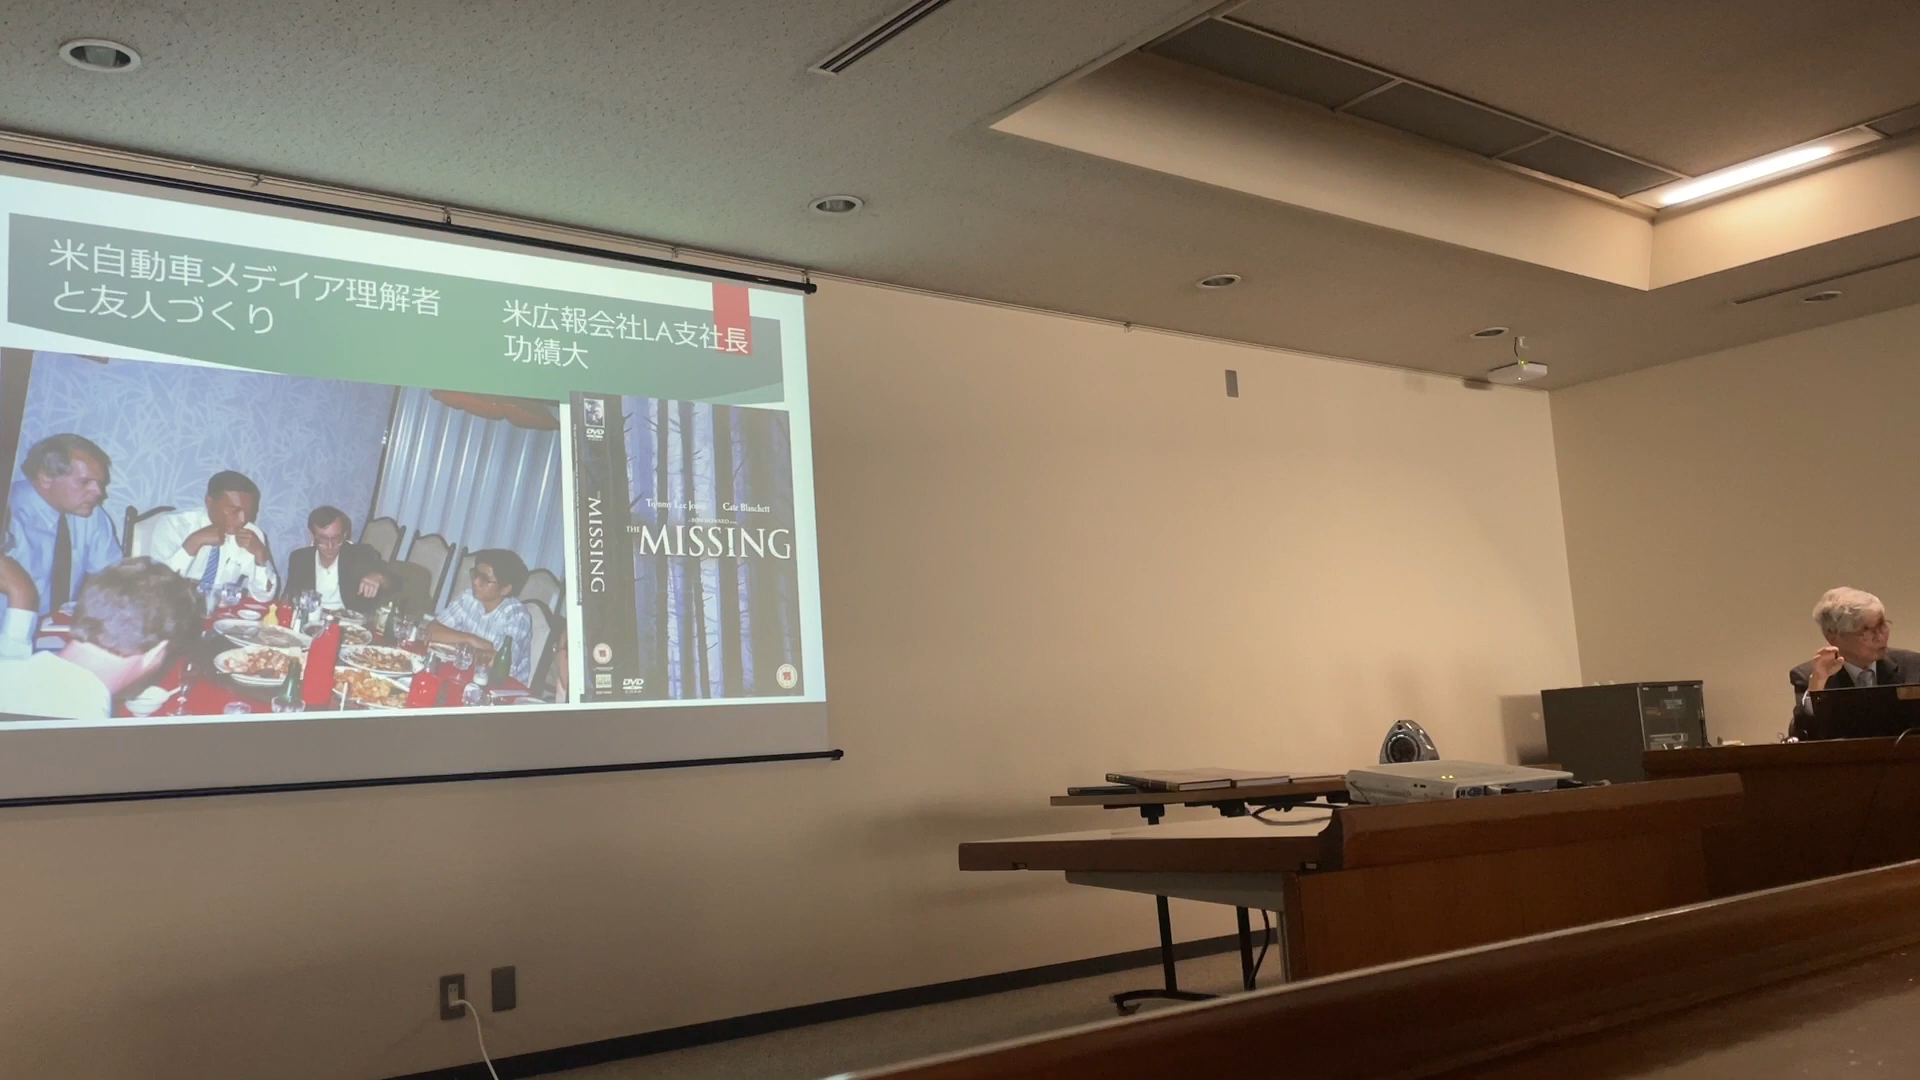 米自動車メデイア理解者
と友人づくり
米広報会社LA支社長
功績大
DVD
MISSING
Tommy Lee Jones
Cate Blanchett
THE MISSING
DVD